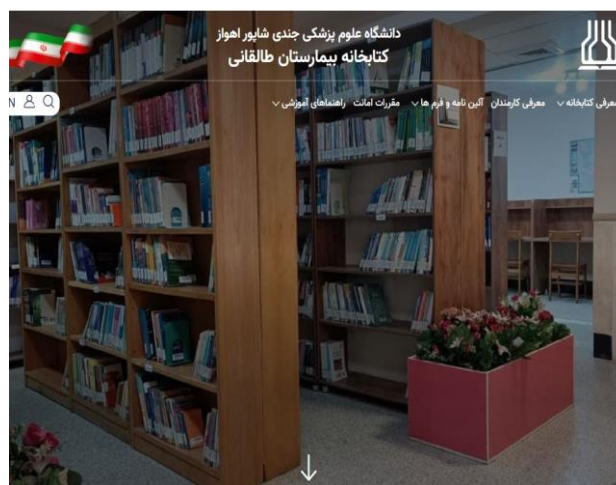 دانشگاه علوم پزشکی جندی شاپور اهواز
کتابخانه بیمارستان طالقانی
معرفی کتابخانه معرفی کارمندان آئین نامه و فرم ها مقررات امانت راهنماهای آموزشی
N